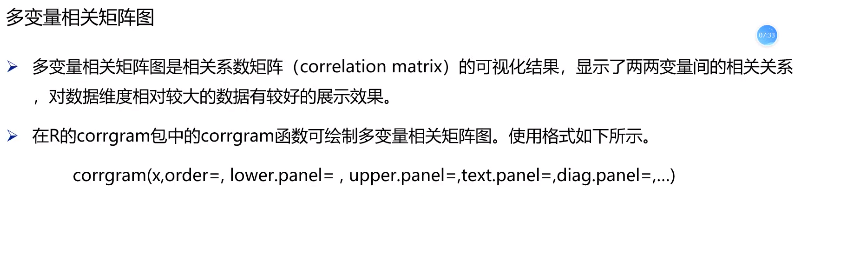 多变量相关矩阵图
07:33
➢ 多变量相关矩阵图是相关系数矩阵（correlation matrix）的可视化结果，显示了两两变量间的相关关系
，对数据维度相对较大的数据有较好的展示效果。
➢ 在R的corrgram包中的corrgram函数可绘制多变量相关矩阵图。使用格式如下所示。
corrgram(x,order=, lower.panel= , upper.panel=,text.panel=,diag.panel=,…)